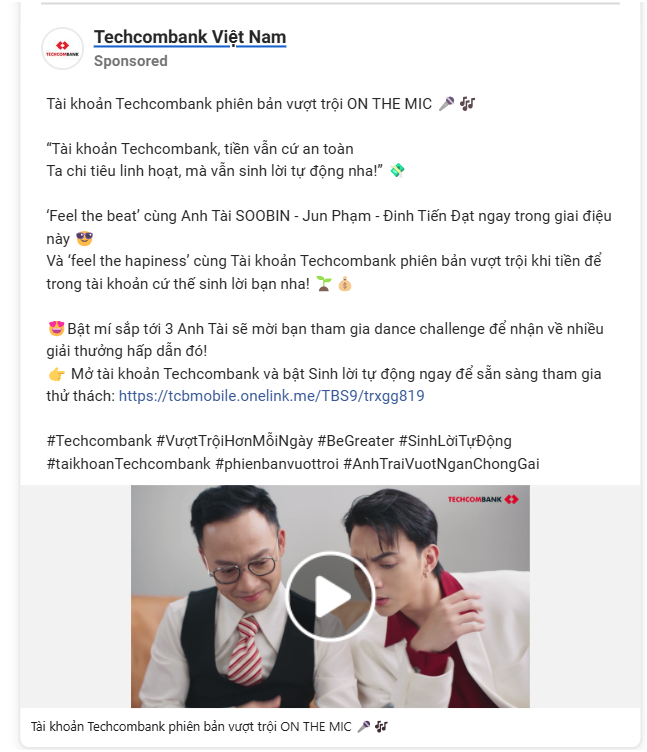 TECHCOMBANK
Techcombank Việt Nam
Sponsored
Tài khoản Techcombank phiên bản vượt trội ON THE MIC 🎤 🎶
“Tài khoản Techcombank, tiền vẫn cứ an toàn
Ta chi tiêu linh hoạt, mà vẫn sinh lời tự động nha!” 💸
‘Feel the beat’ cùng Anh Tài SOOBIN - Jun Phạm - Đinh Tiến Đạt ngay trong giai điệu
này 😎
Và ‘feel the hapiness’ cùng Tài khoản Techcombank phiên bản vượt trội khi tiền để
trong tài khoản cứ thế sinh lời bạn nha! 🌱 💰
🤩Bật mí sắp tới 3 Anh Tài sẽ mời bạn tham gia dance challenge để nhận về nhiều
giải thưởng hấp dẫn đó!
👉 Mở tài khoản Techcombank và bật Sinh lời tự động ngay để sẵn sàng tham gia
thử thách: https://tcbmobile.onelink.me/TBS9/trxgg819
#Techcombank #VượtTrộiHơnMỗiNgày #BeGreater #SinhLờiTựĐộng
#taikhoanTechcombank #phienbanvuottroi #AnhTraiVuotNganChongGai
TECHCOMBANK
Tài khoản Techcombank phiên bản vượt trội ON THE MIC 🎤 🎶